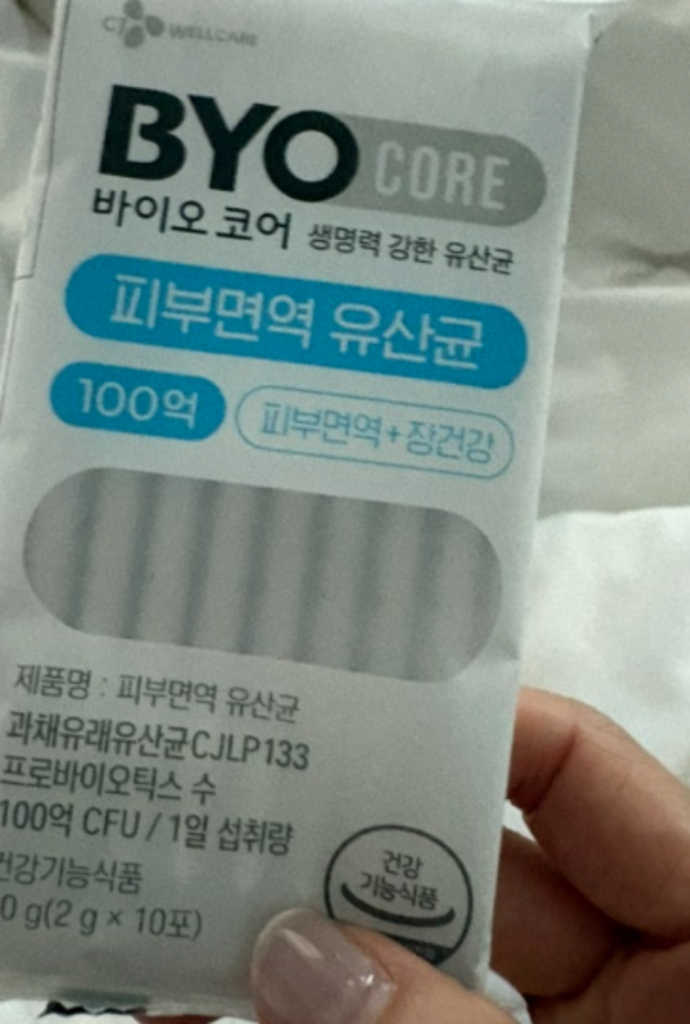 CJ WELLCARE
BYO CORE
바이오 코어 생명력 강한 유산균
피부면역 유산균
100억 피부면역+장건강
제품명 : 피부면역 유산균
과채유래유산균CJLP133
프로바이오틱스 수
100억 CFU / 1일 섭취량
건강기능식품
0 g(2 g × 10포)
건강
기능식품